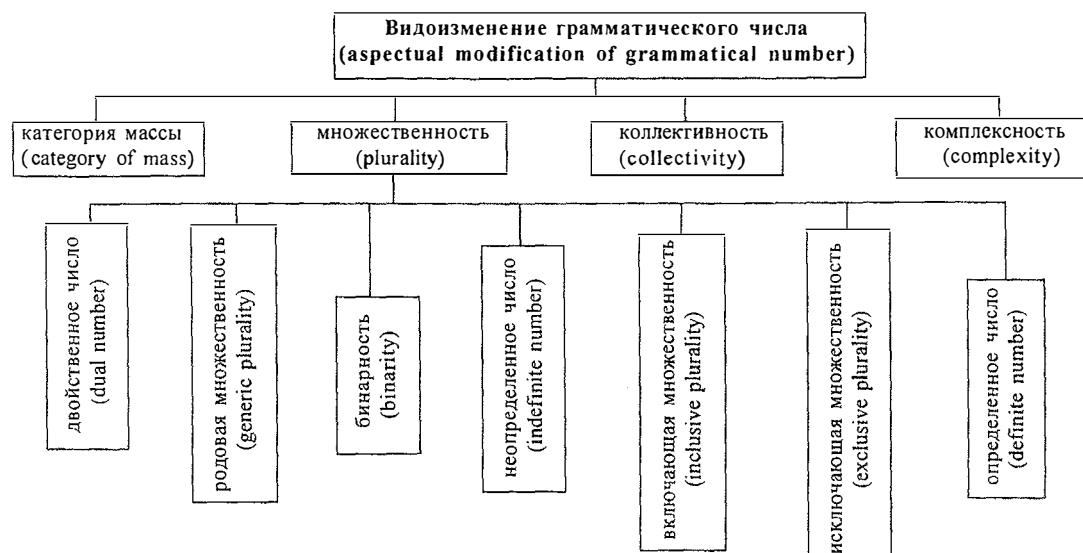 Видоизменение грамматического числа
(aspectual modification of grammatical number)
категория массы
(category of mass)
множественность
(plurality)
коллективность
(collectivity)
комплексность
(complexity)
двойственное число
(dual number)
родовая множественность
(generic plurality)
бинарность
(binarity)
неопределенное число
(indefinite number)
включающая множественность
(inclusive plurality)
исключающая множественность
(exclusive plurality)
определенное число
(definite number)